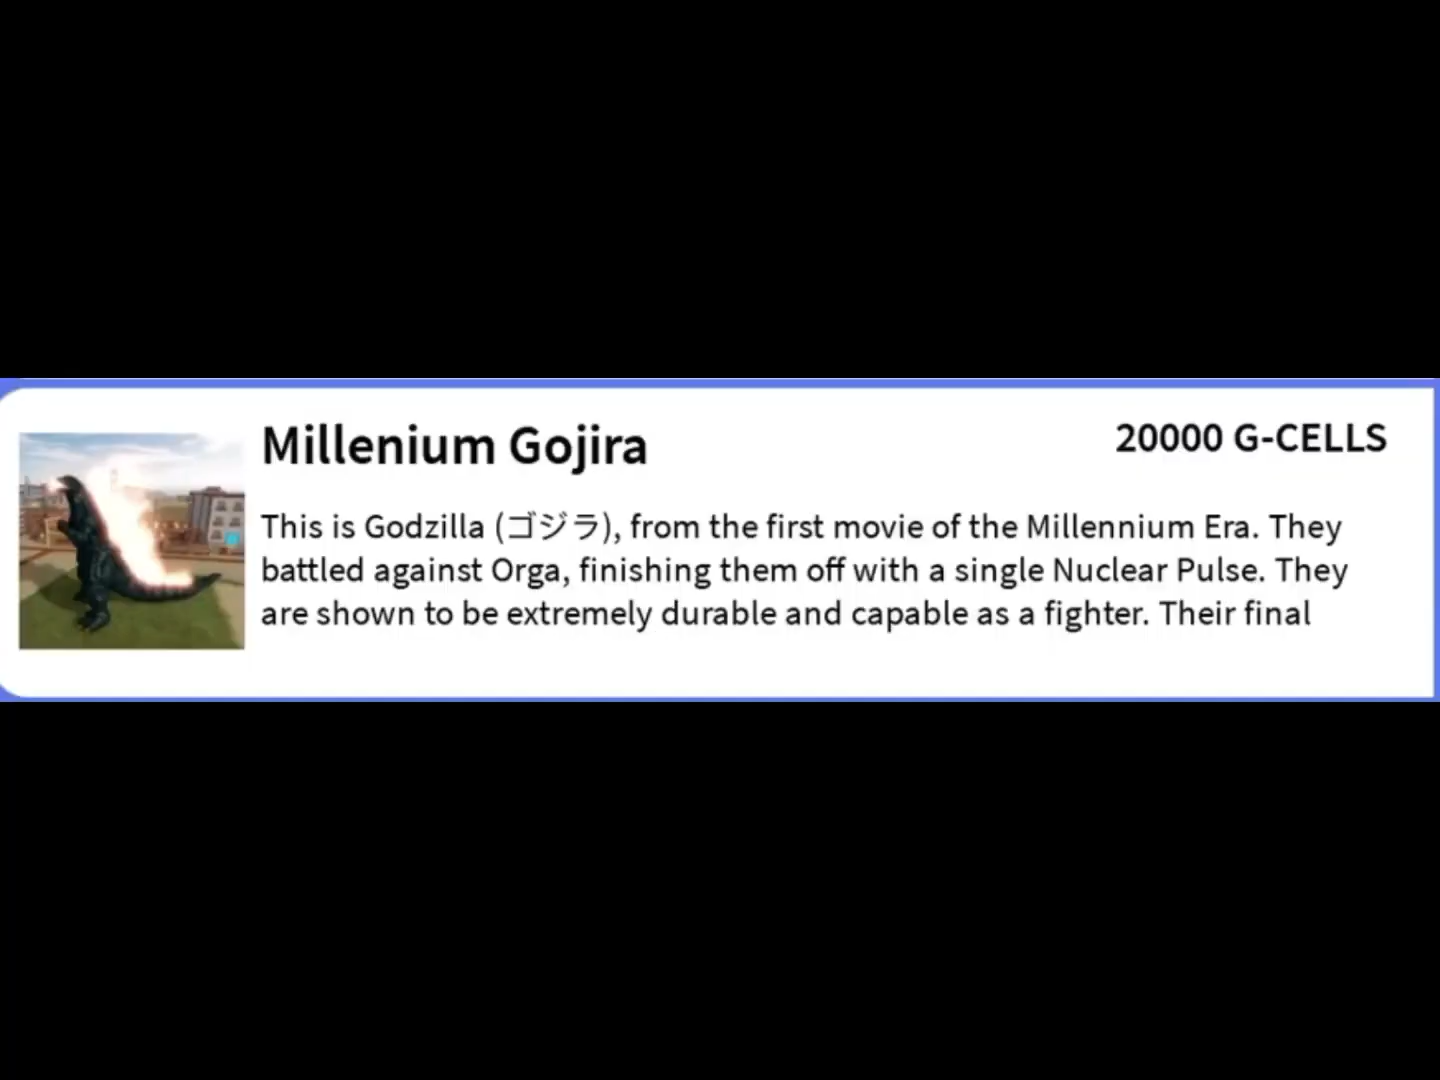 Millenium Gojira
20000 G-CELLS
This is Godzilla (ゴジラ), from the first movie of the Millennium Era. They
battled against Orga, finishing them off with a single Nuclear Pulse. They
are shown to be extremely durable and capable as a fighter. Their final